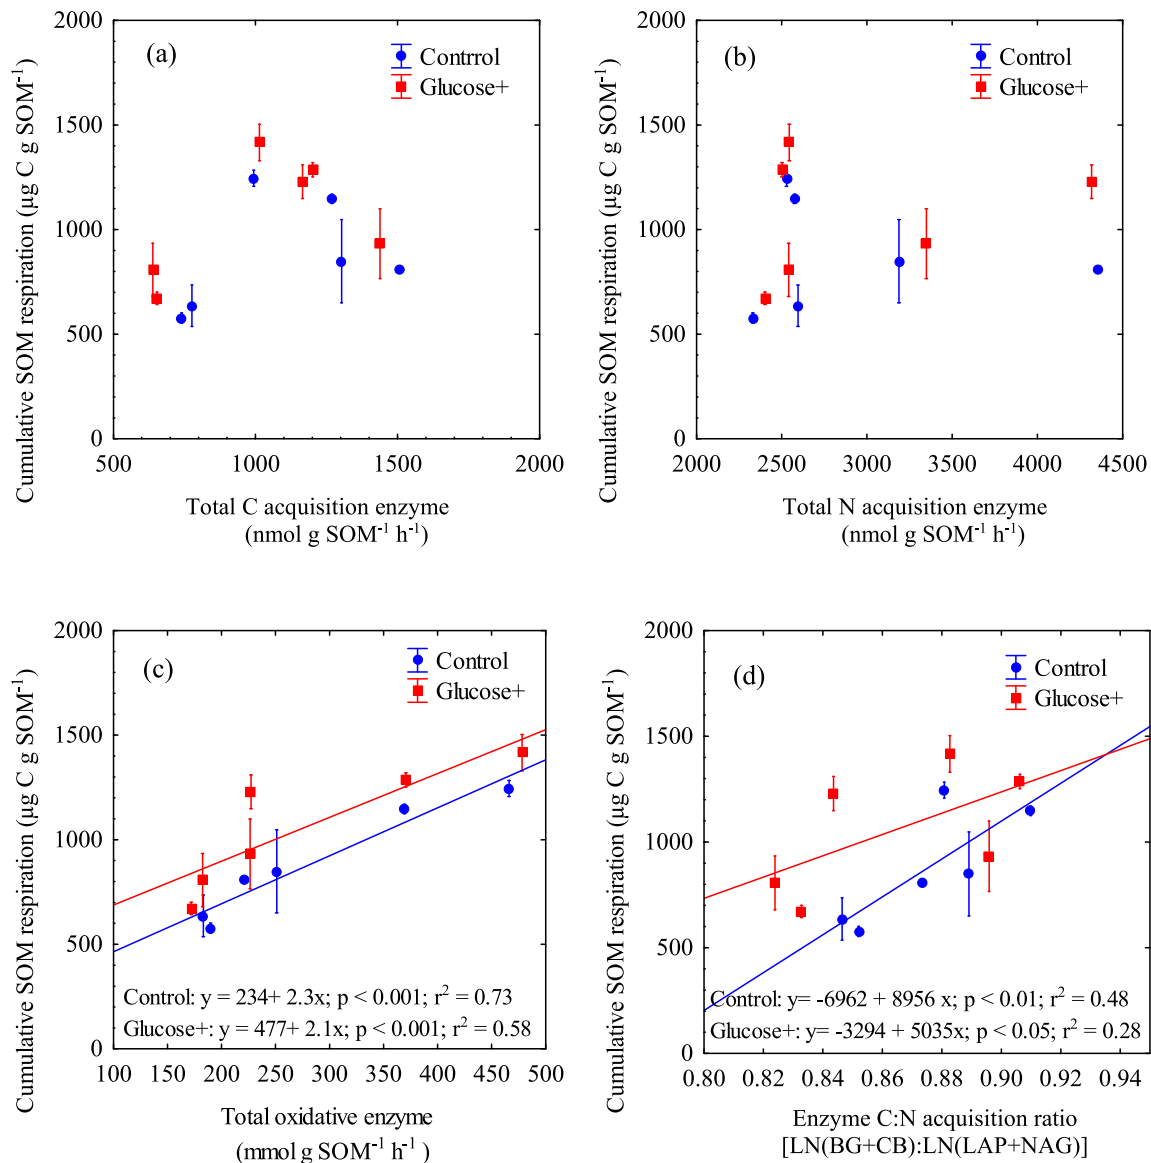 (a)
Contrrol
Glucose+
2000
1500
1000
500
0
500
1000
1500
2000
Cumulative SOM respiration (µg C g SOM⁻¹)
Total C acquisition enzyme
(nmol g SOM⁻¹ h⁻¹)
(b)
Control
Glucose+
2000
1500
1000
500
0
2000
2500
3000
3500
4000
4500
Cumulative SOM respiration (µg C g SOM⁻¹)
Total N acquisition enzyme
(nmol g SOM⁻¹ h⁻¹)
(c)
Control
Glucose+
2000
1500
1000
500
0
Control: y = 234+ 2.3x; p < 0.001; r² = 0.73
Glucose+: y = 477+ 2.1x; p < 0.001; r² = 0.58
100
150
200
250
300
350
400
450
500
Cumulative SOM respiration (µg C g SOM⁻¹)
Total oxidative enzyme
(mmol g SOM⁻¹ h⁻¹)
(d)
Control
Glucose+
2000
1500
1000
500
0
Control: y= -6962 + 8956 x; p < 0.01; r² = 0.48
Glucose+: y= -3294 + 5035x; p < 0.05; r² = 0.28
0.80
0.82
0.84
0.86
0.88
0.90
0.92
0.94
Cumulative SOM respiration (µg C g SOM⁻¹)
Enzyme C:N acquisition ratio
[LN(BG+CB):LN(LAP+NAG)]